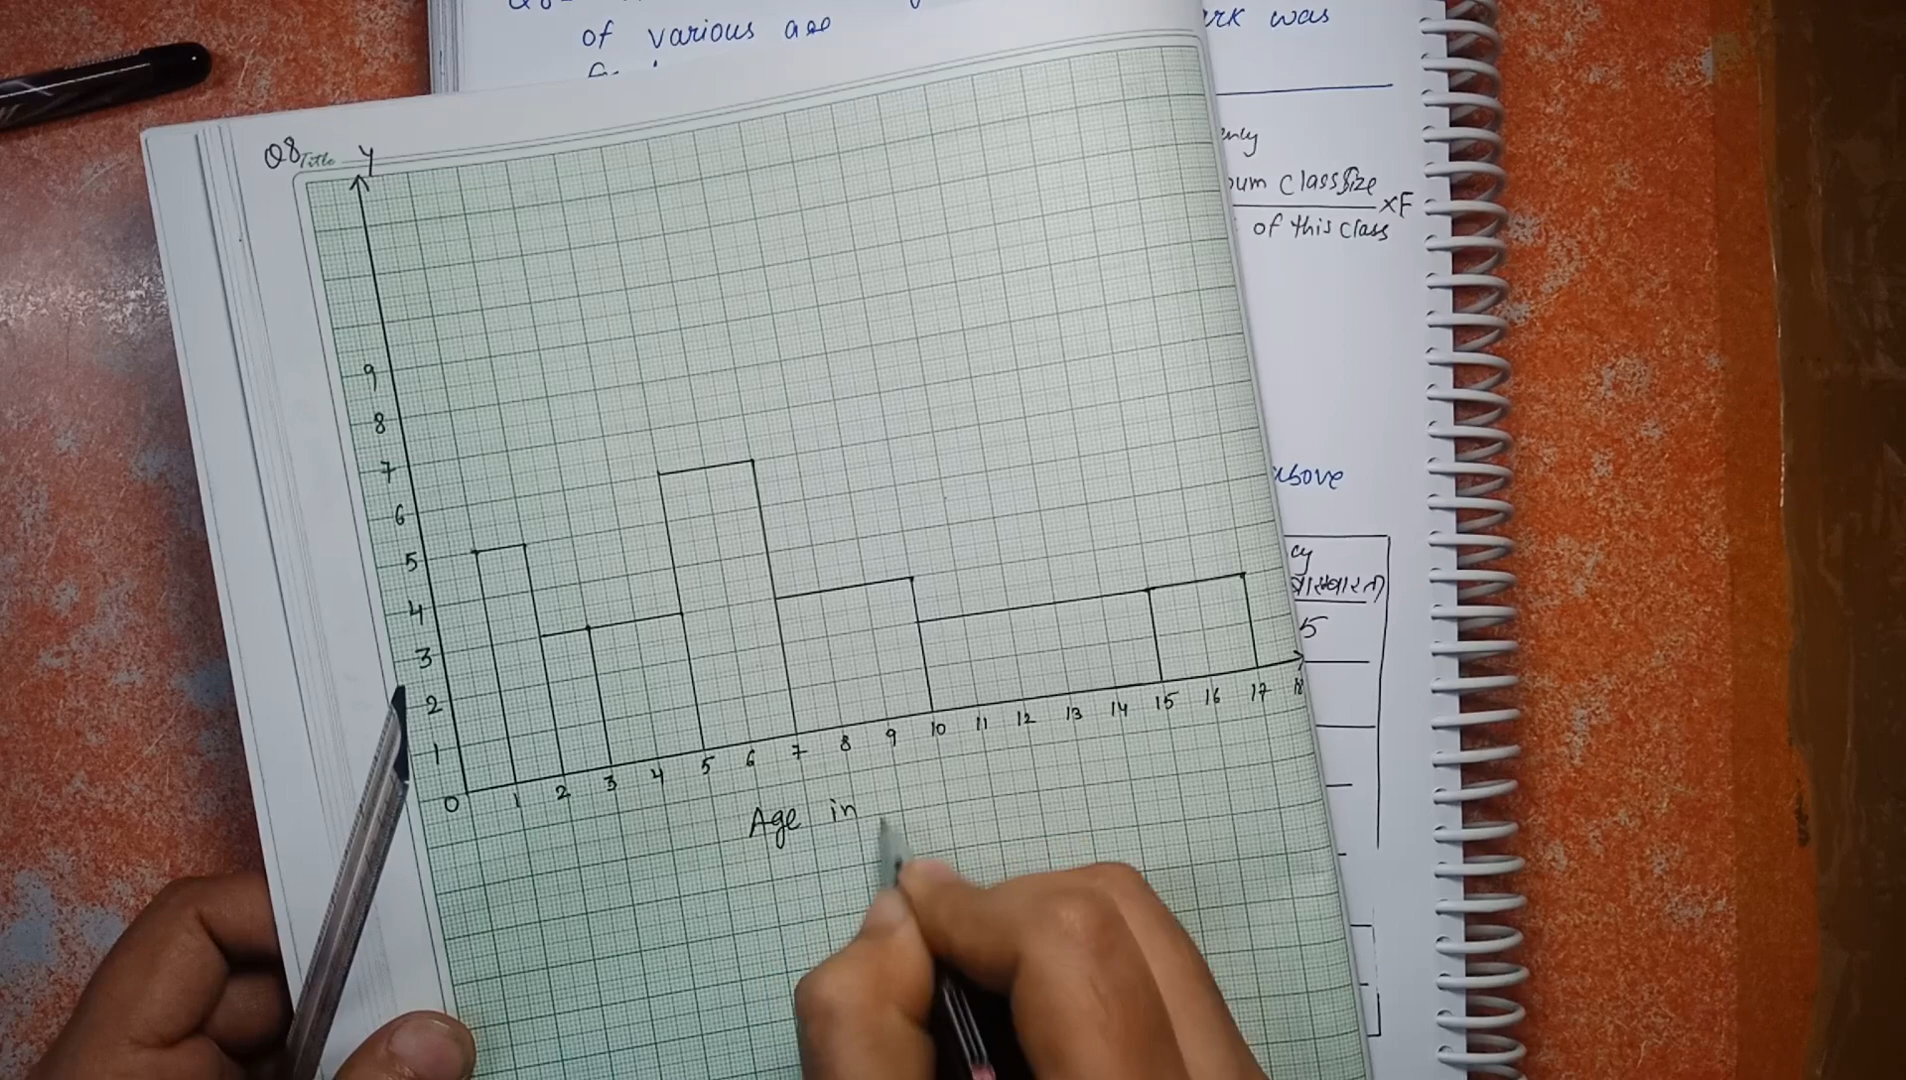 of various age
rk was
Q8 Title
Y
ency
um class size
× F
of this class
9
8
7
6
5
4
3
2
1
0
above
cy
5
1 2 3 4 5 6 7 8 9 10 11 12 13 14 15 16 17 18
Age in